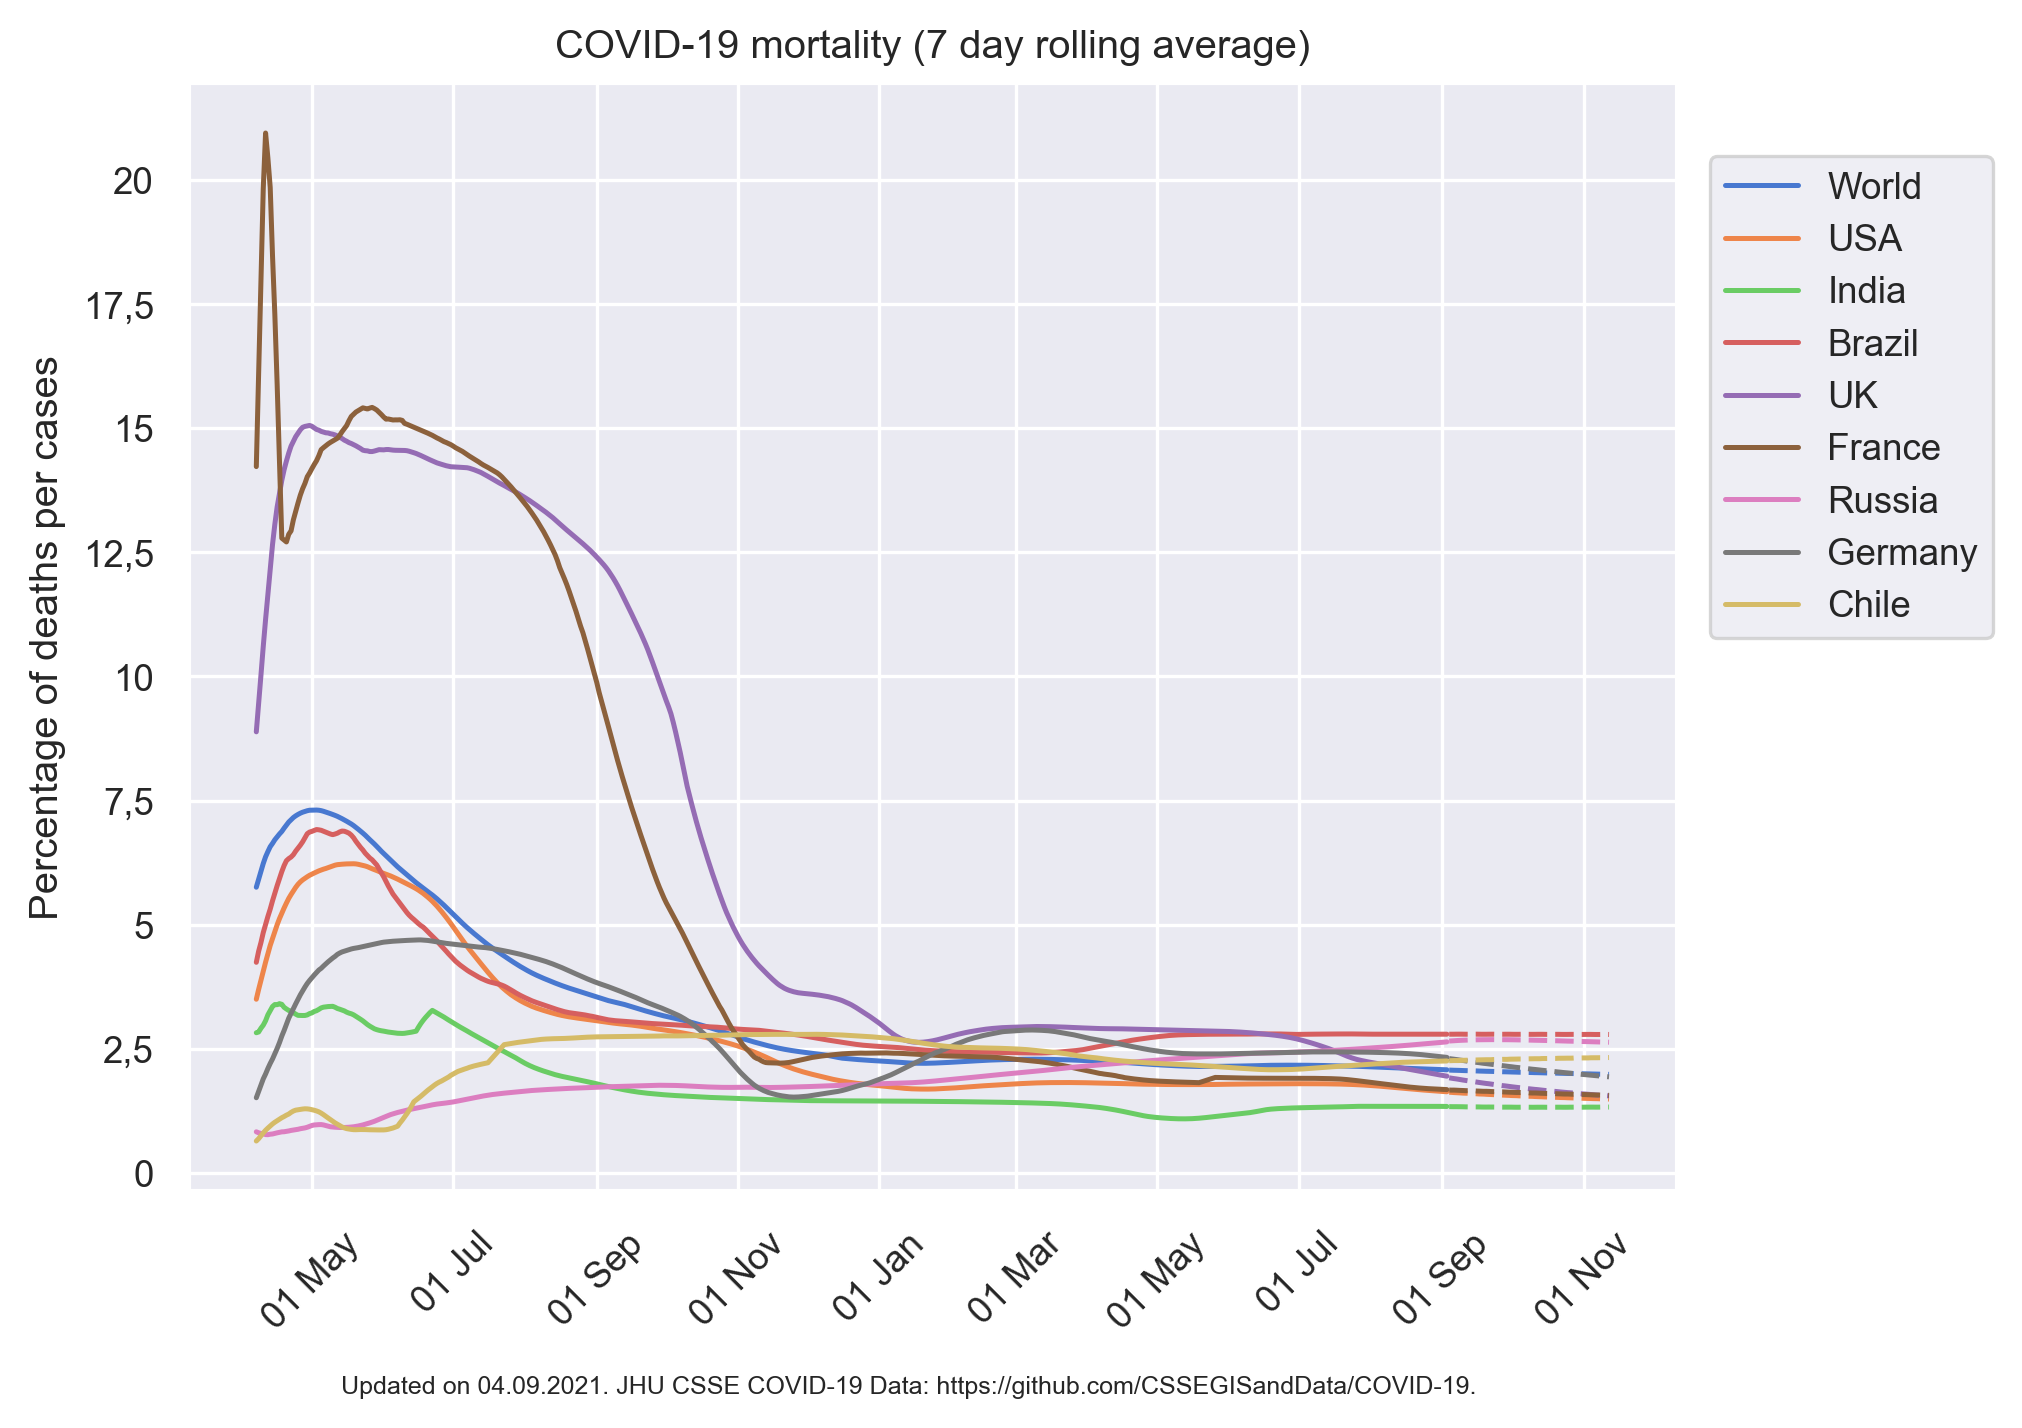 COVID-19 mortality (7 day rolling average)
Percentage of deaths per cases
20
17,5
15
12,5
10
7,5
5
2,5
0
World
USA
India
Brazil
UK
France
Russia
Germany
Chile
01 May
01 Jul
01 Sep
01 Nov
01 Jan
01 Mar
01 May
01 Jul
01 Sep
01 Nov
Updated on 04.09.2021. JHU CSSE COVID-19 Data: https://github.com/CSSEGISandData/COVID-19.